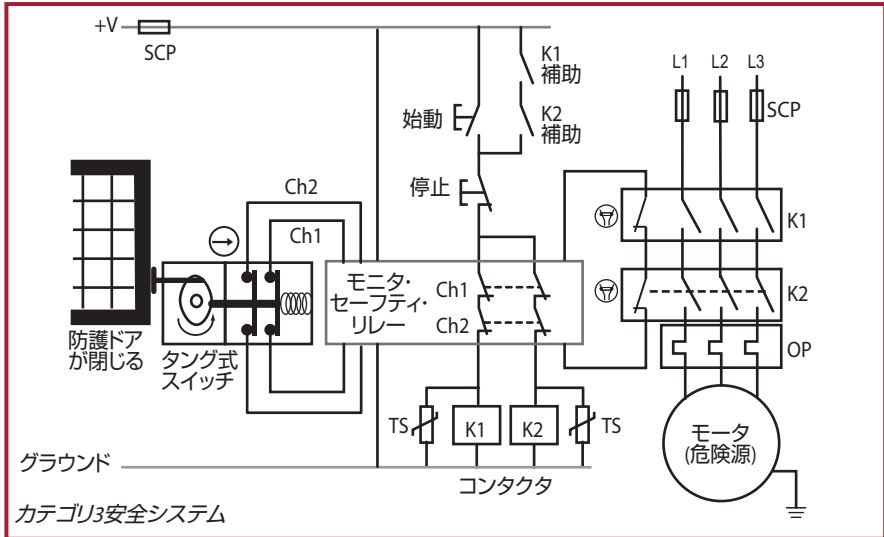 +V
SCP
K1
補助
K2
補助
始動
停止
L1 L2 L3
SCP
Ch2
Ch1
K1
K2
モニタ・
セーフティ・
リレー
Ch1
Ch2
防護ドア
が閉じる
タング式
スイッチ
OP
TS
K1
K2
TS
モータ
(危険源)
グラウンド
コンタクタ
カテゴリ3安全システム